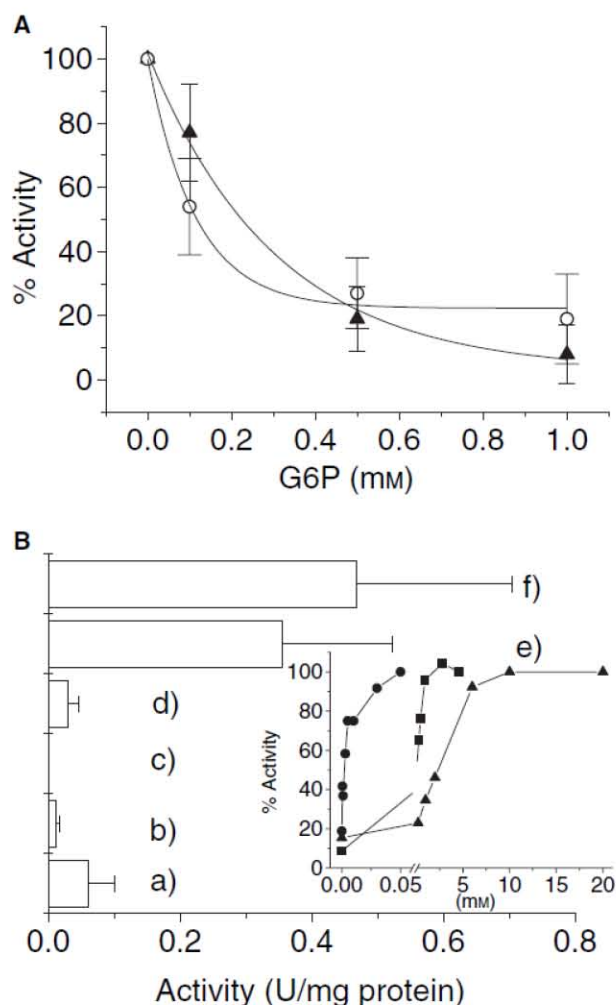 A
100
80
60
40
20
0
% Activity
0.0 0.2 0.4 0.6 0.8 1.0
G6P (mM)
B
f)
e)
d)
c)
b)
a)
100
80
60
40
20
0
% Activity
0.00 0.05 5 10 15 20
(mM)
0.0 0.2 0.4 0.6 0.8
Activity (U/mg protein)